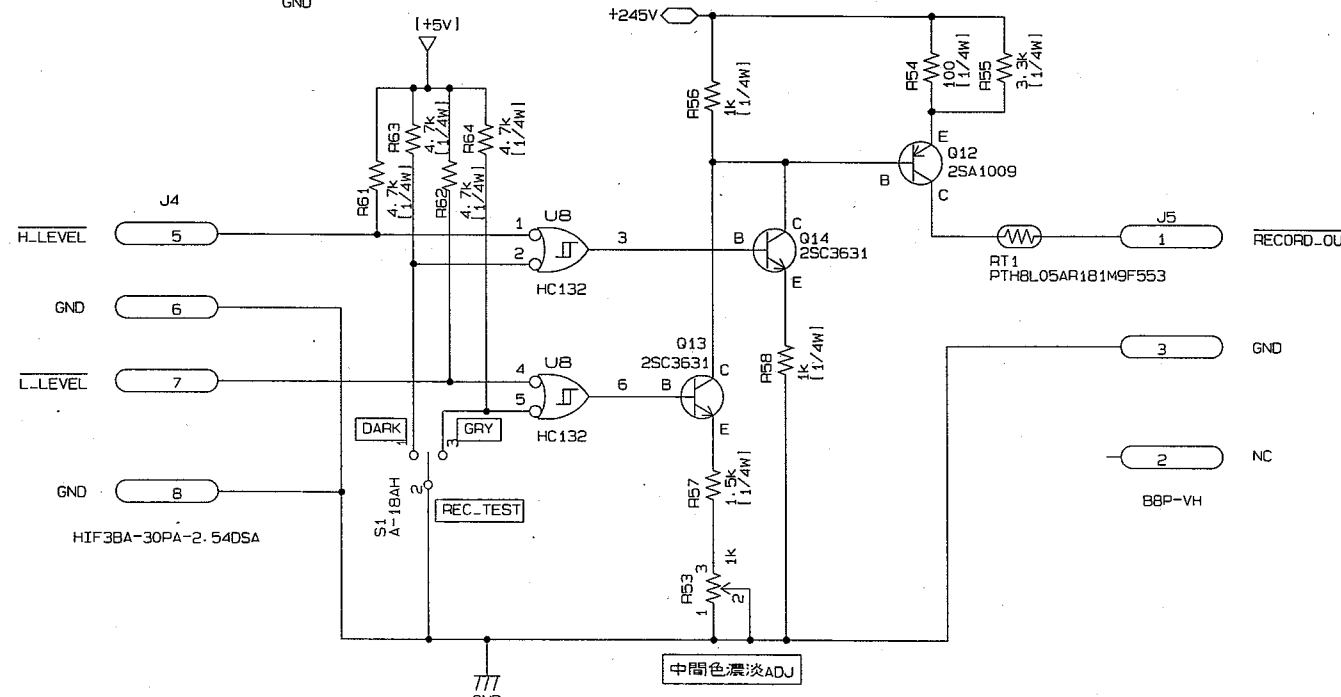 GND
[+5V]
+245V
R54
100
[1/4W]
R55
3.3k
[1/4W]
R56
1k
[1/4W]
R63
4.7k
[1/4W]
R64
4.7k
[1/4W]
R61
4.7k
[1/4W]
R62
4.7k
[1/4W]
E
Q12
2SA1009
B
C
J4
H_LEVEL
5
U8
1
2
3
HC132
B
C
Q14
2SC3631
E
RT1
PTH8L05AR181M9F553
J5
1
RECORD_OU
GND
6
Q13
2SC3631
R58
1k
[1/4W]
3
GND
L_LEVEL
7
U8
4
5
6
HC132
B
C
E
DARK
1
3
GRY
2
NC
B8P-VH
GND
8
HIF3BA-30PA-2.54DSA
S1
A-18AH
2
REC_TEST
R57
1.5k
[1/4W]
R53
3
1k
2
1
中間色濃淡ADJ
GND